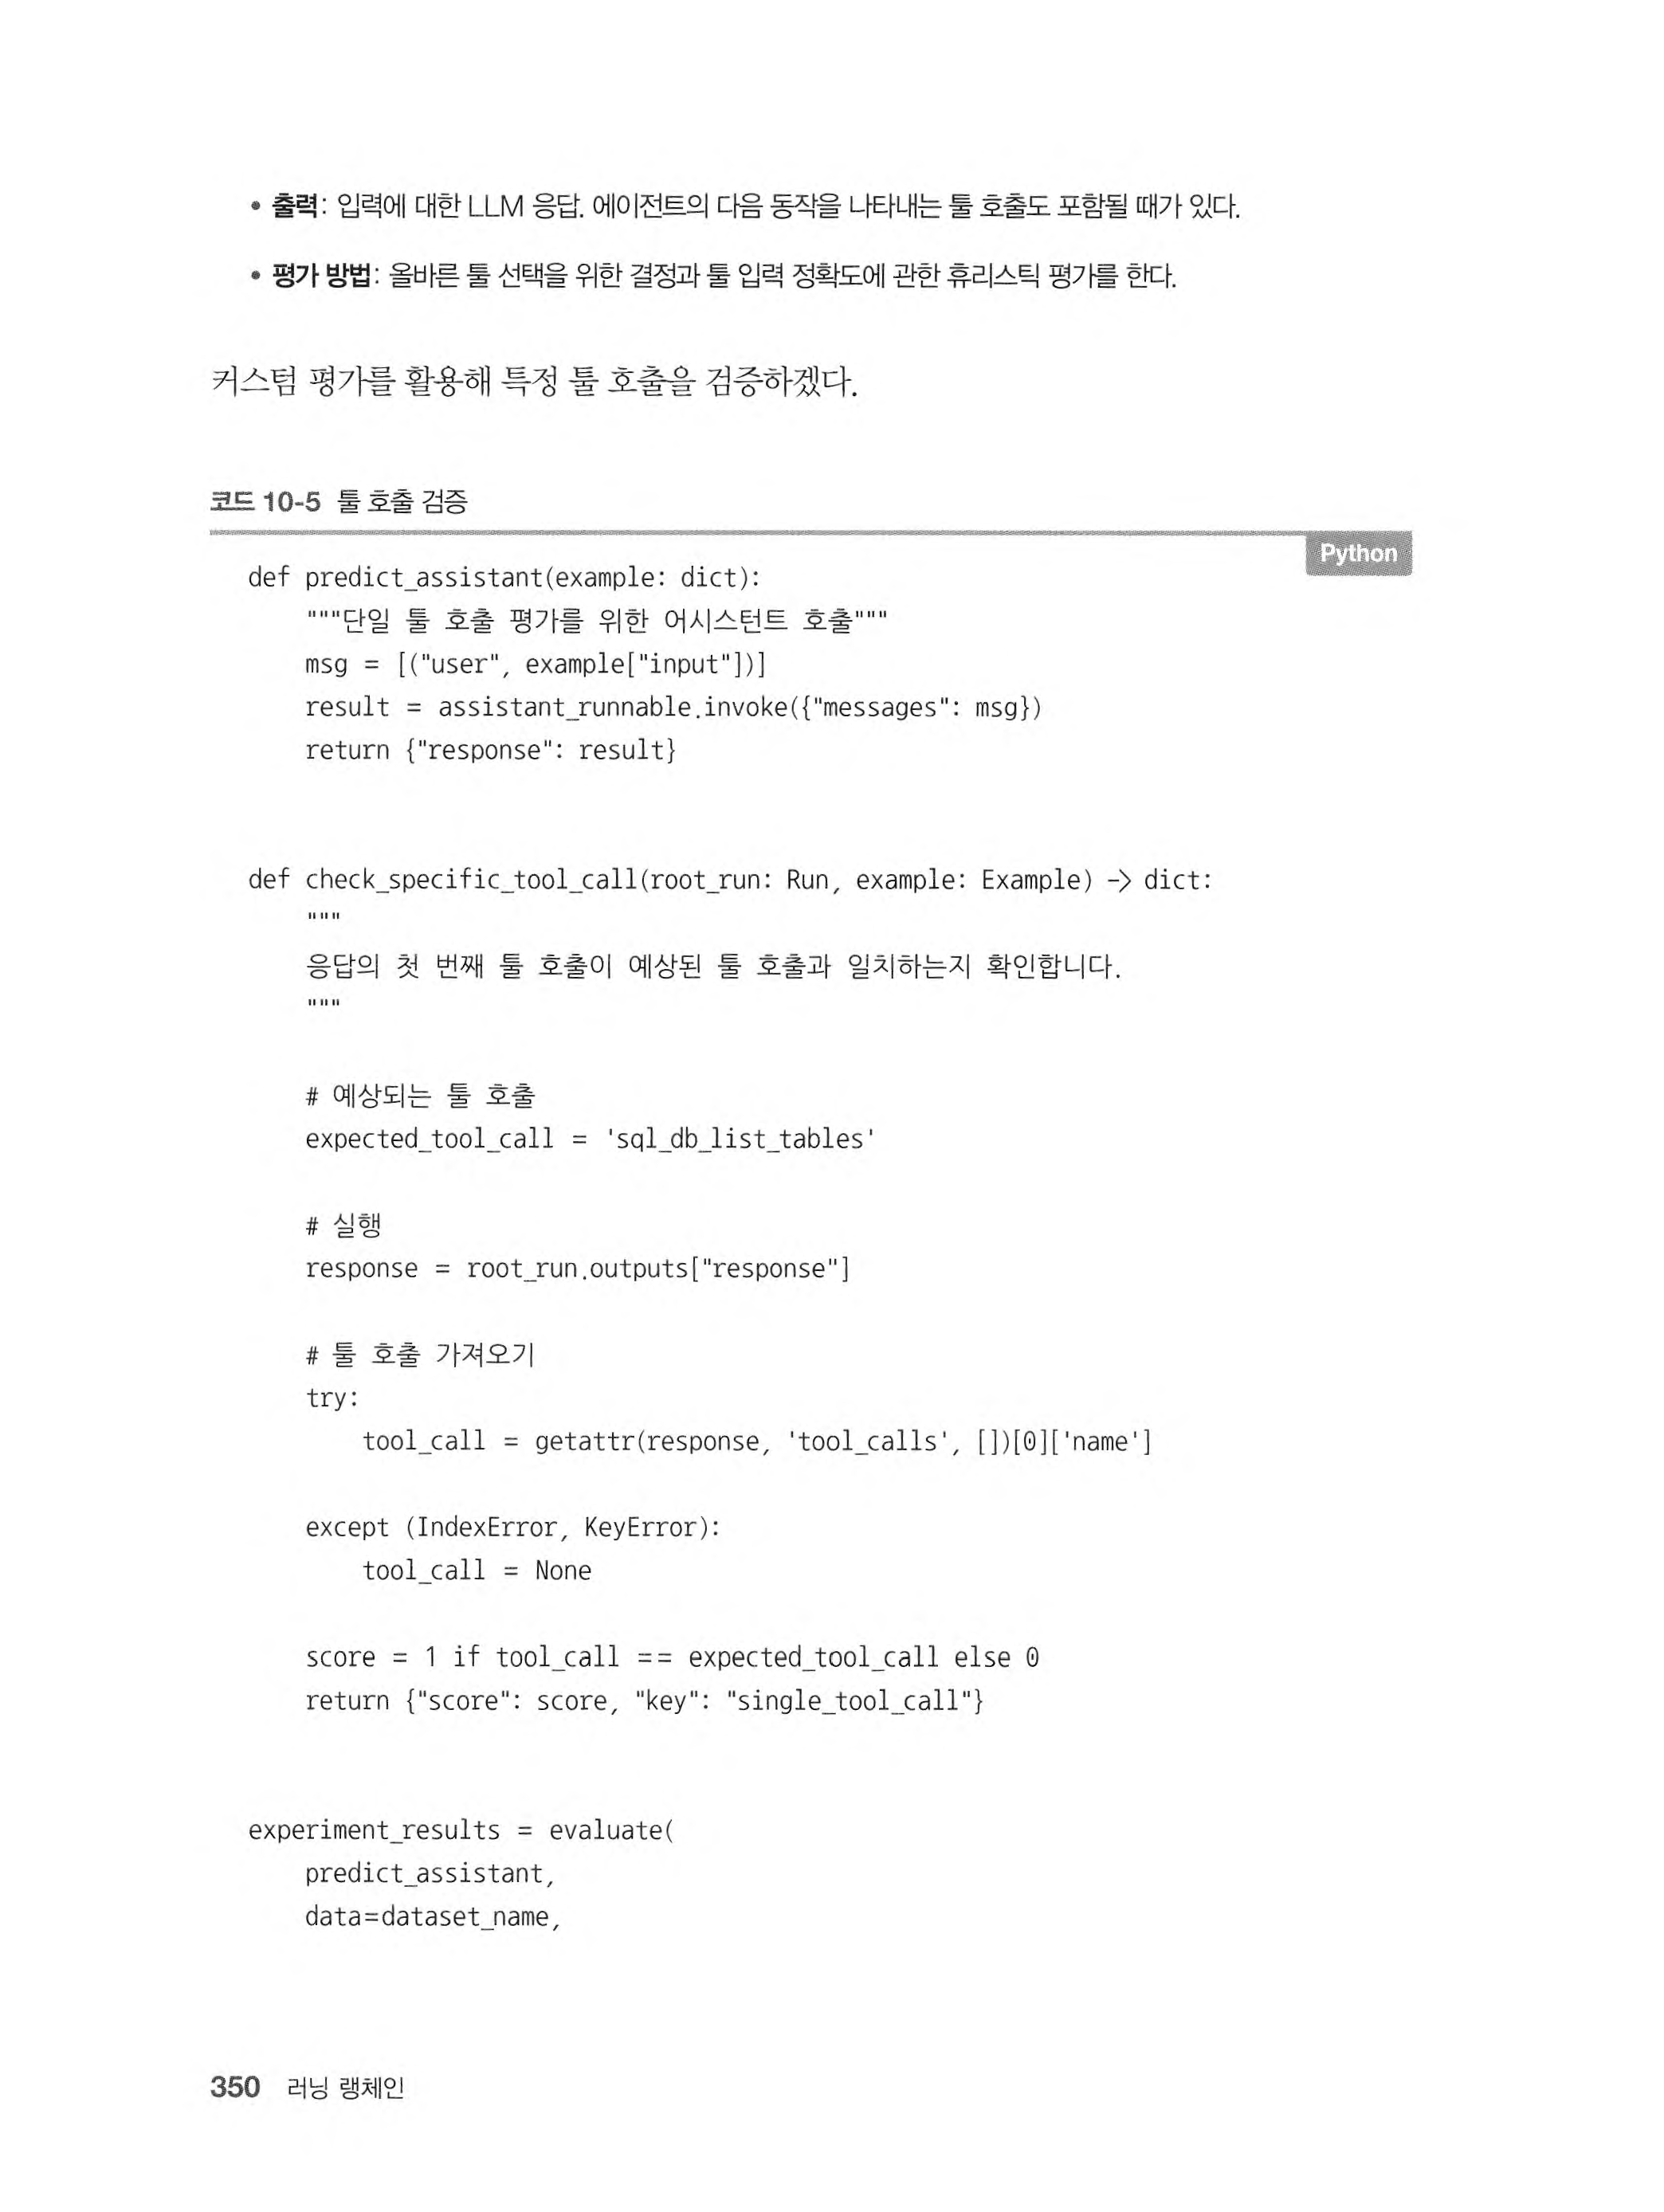 • 출력: 입력에 대한 LLM 응답. 에이전트의 다음 동작을 나타내는 툴 호출도 포함될 때가 있다.
• 평가 방법: 올바른 툴 선택을 위한 결정과 툴 입력 정확도에 관한 휴리스틱 평가를 한다.
커스텀 평가를 활용해 특정 툴 호출을 검증하겠다.
코드 10-5 툴 호출 검증
Python
def predict_assistant(example: dict):
    """단일 툴 호출 평가를 위한 어시스턴트 호출"""
    msg = [("user", example["input"])]
    result = assistant_runnable.invoke({"messages": msg})
    return {"response": result}
def check_specific_tool_call(root_run: Run, example: Example) -> dict:
    """
    응답의 첫 번째 툴 호출이 예상된 툴 호출과 일치하는지 확인합니다.
    """
    # 예상되는 툴 호출
    expected_tool_call = 'sql_db_list_tables'
    # 실행
    response = root_run.outputs["response"]
    # 툴 호출 가져오기
    try:
        tool_call = getattr(response, 'tool_calls', [])[0]['name']
    except (IndexError, KeyError):
        tool_call = None
    score = 1 if tool_call == expected_tool_call else 0
    return {"score": score, "key": "single_tool_call"}
experiment_results = evaluate(
    predict_assistant,
    data=dataset_name,
350 러닝 랭체인